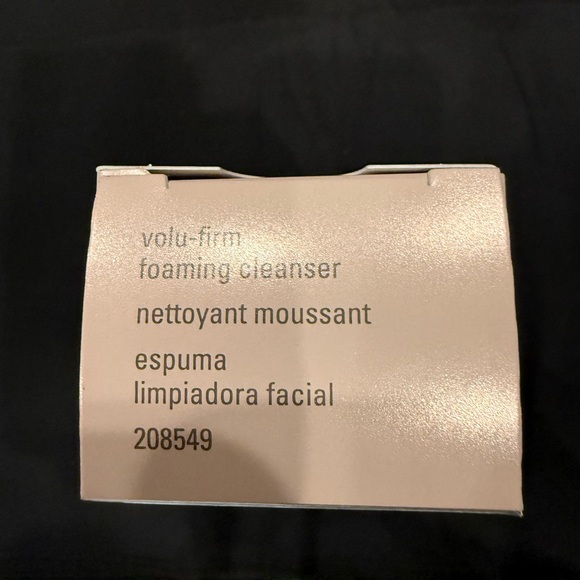 volu-firm
foaming cleanser
nettoyant moussant
espuma
limpiadora facial
208549